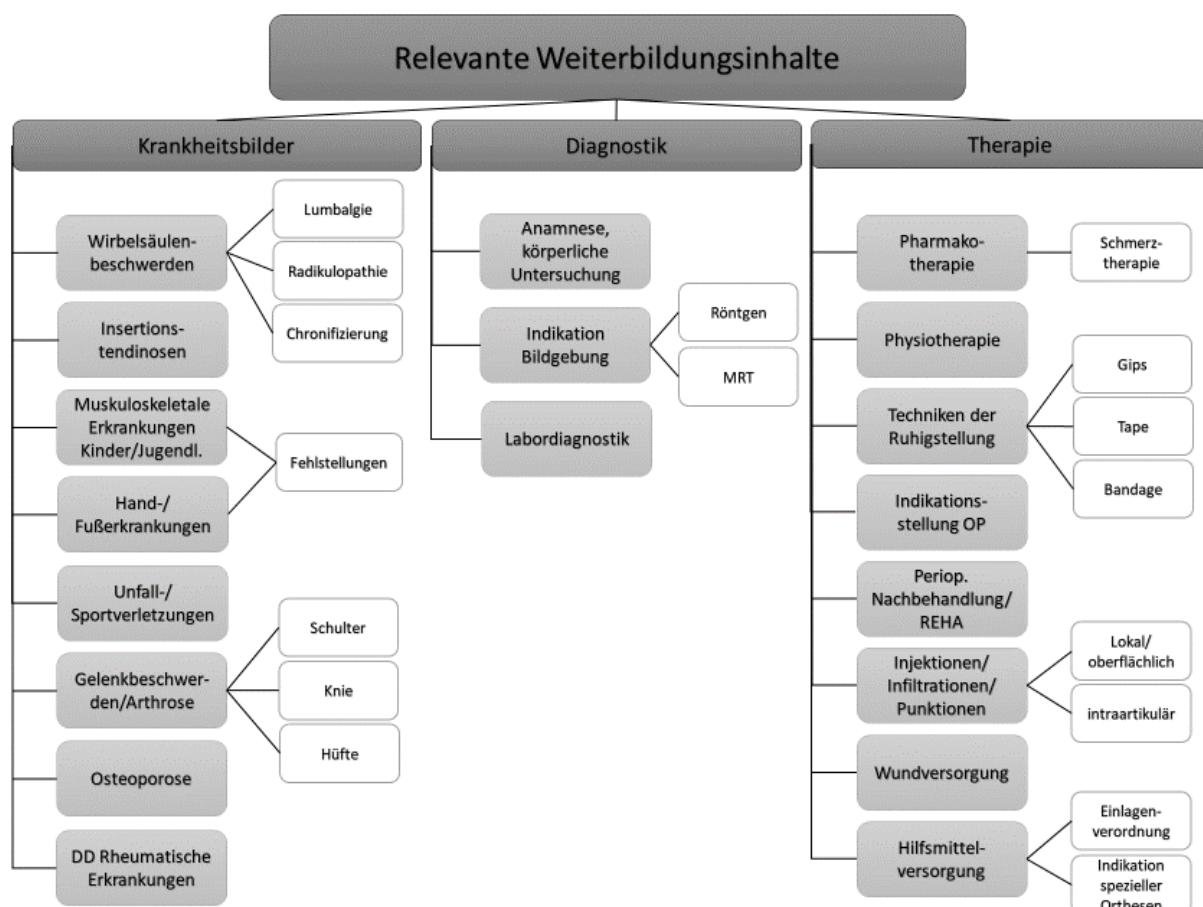 Relevante Weiterbildungsinhalte
Krankheitsbilder
Wirbelsäulen-
beschwerden
Lumbalgie
Radikulopathie
Chronifizierung
Insertions-
tendinosen
Muskuloskeletale
Erkrankungen
Kinder/Jugendl.
Hand-/
Fußerkrankungen
Fehlstellungen
Unfall-/
Sportverletzungen
Gelenkbeschwer-
den/Arthrose
Schulter
Knie
Hüfte
Osteoporose
DD Rheumatische
Erkrankungen
Diagnostik
Anamnese,
körperliche
Untersuchung
Indikation
Bildgebung
Röntgen
MRT
Labordiagnostik
Therapie
Pharmako-
therapie
Schmerz-
therapie
Physiotherapie
Techniken der
Ruhigstellung
Gips
Tape
Bandage
Indikations-
stellung OP
Periop.
Nachbehandlung/
REHA
Injektionen/
Infiltrationen/
Punktionen
Lokal/
oberflächlich
intraartikulär
Wundversorgung
Hilfsmittel-
versorgung
Einlagen-
verordnung
Indikation
spezieller
Orthesen